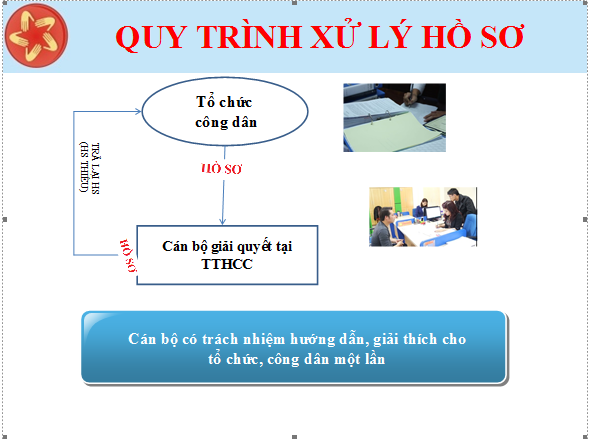 QUY TRÌNH XỬ LÝ HỒ SƠ
Tổ chức
công dân
TRẢ LẠI HS
(HS THIẾU)
HỒ SƠ
HỒ SƠ
Cán bộ giải quyết tại
TTHCC
Cán bộ có trách nhiệm hướng dẫn, giải thích cho
tổ chức, công dân một lần